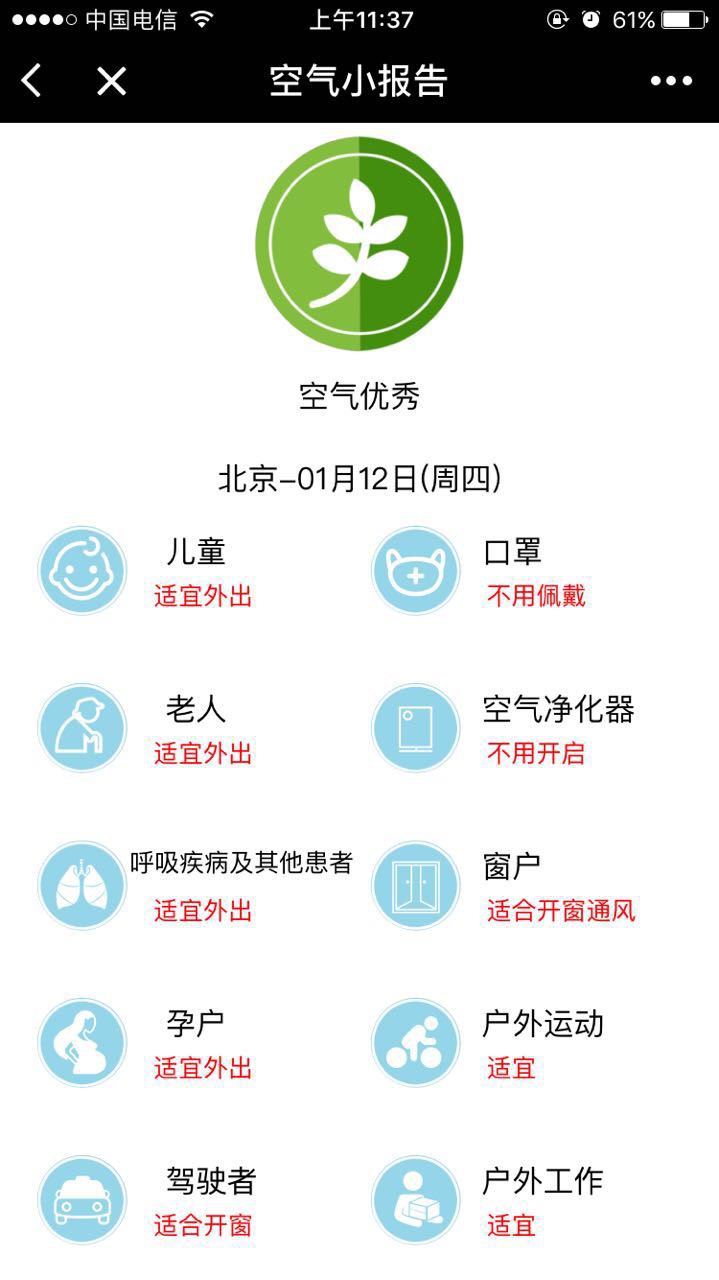 中国电信 上午11:37 61%
空气小报告
空气优秀
北京-01月12日(周四)
儿童 口罩
适宜外出 不用佩戴
老人 空气净化器
适宜外出 不用开启
呼吸疾病及其他患者 窗户
适宜外出 适合开窗通风
孕户 户外运动
适宜外出 适宜
驾驶者 户外工作
适合开窗 适宜